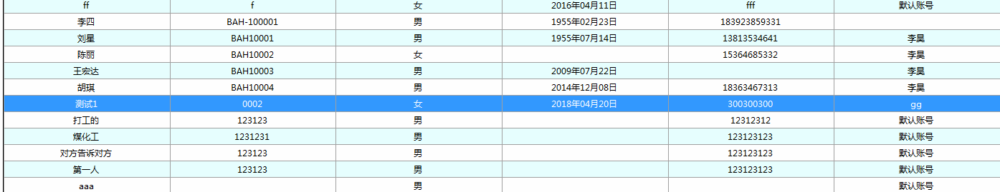 ff f 女 2016年04月11日 fff 默认账号
李四 BAH-100001 男 1955年02月23日 183923859331
刘星 BAH10001 男 1955年07月14日 13813534641 李昊
陈丽 BAH10002 女 15364685332 李昊
王宏达 BAH10003 男 2009年07月22日 李昊
胡琪 BAH10004 男 2014年12月08日 18363467313 李昊
测试1 0002 女 2018年04月20日 300300300 gg
打工的 123123 男 12312312 默认账号
煤化工 1231231 男 123123123 默认账号
对方告诉对方 123123 男 123123123 默认账号
第一人 123123 男 123123123 默认账号
aaa 男 默认账号